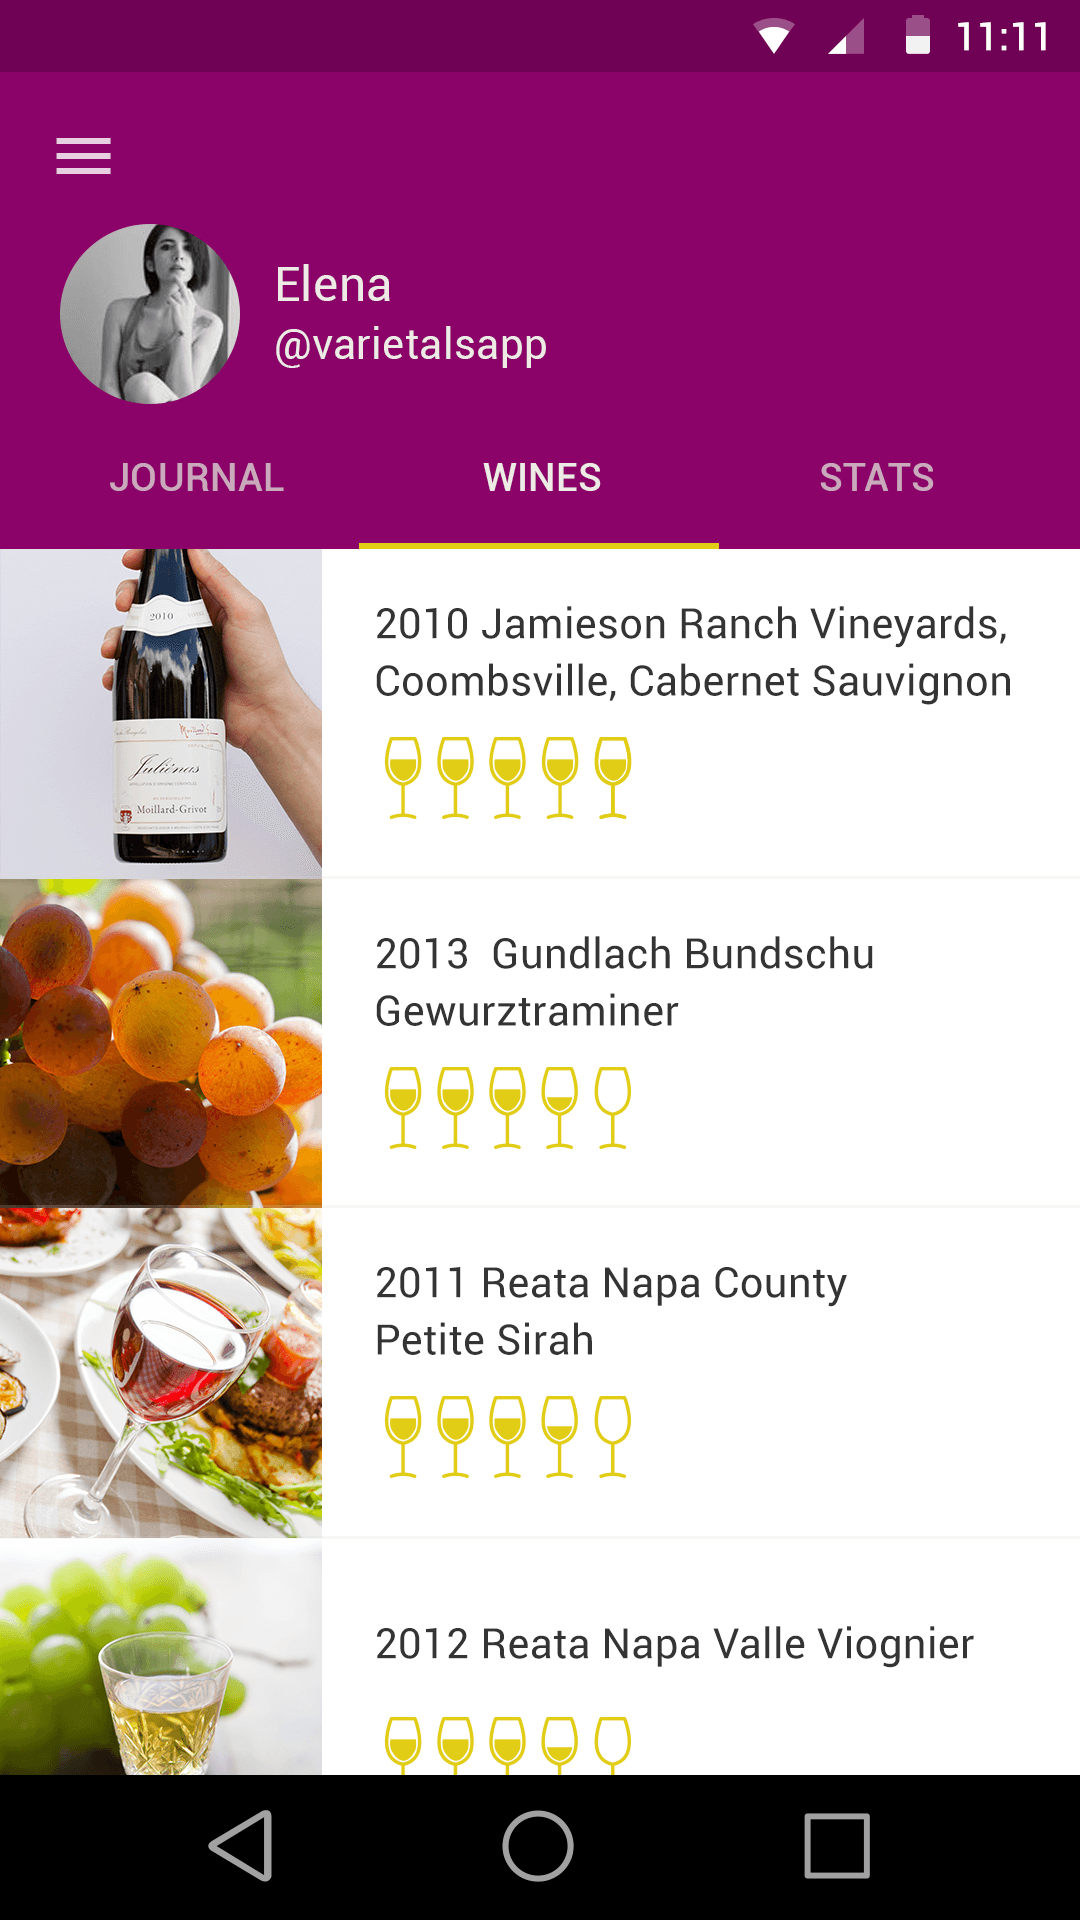 11:11
Elena
@varietalsapp
JOURNAL WINES STATS
2010
Juliénas
Moillard-Grivot
2010 Jamieson Ranch Vineyards,
Coombsville, Cabernet Sauvignon
2013 Gundlach Bundschu
Gewurztraminer
2011 Reata Napa County
Petite Sirah
2012 Reata Napa Valle Viognier